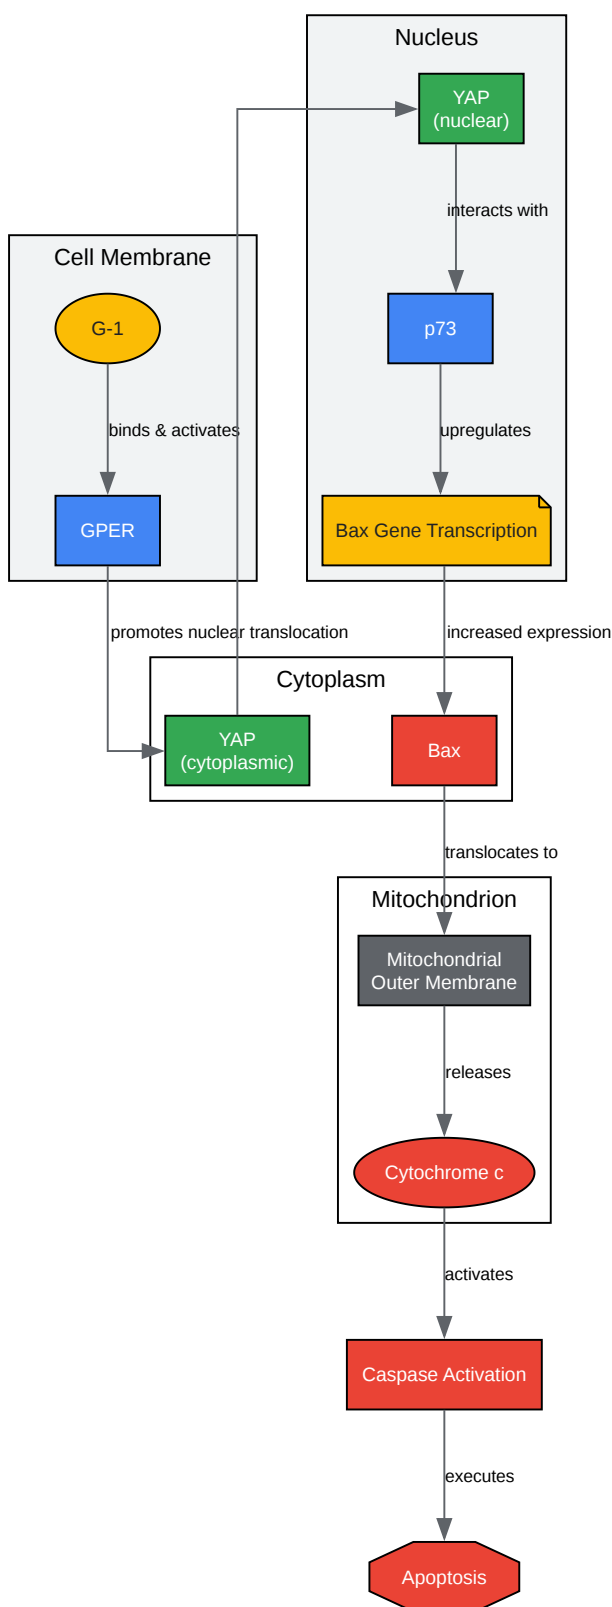 Nucleus
YAP
(nuclear)
interacts with
Cell Membrane
G-1
p73
binds & activates
upregulates
GPER
Bax Gene Transcription
promotes nuclear translocation
increased expression
Cytoplasm
YAP
(cytoplasmic)
Bax
translocates to
Mitochondrion
Mitochondrial
Outer Membrane
releases
Cytochrome c
activates
Caspase Activation
executes
Apoptosis